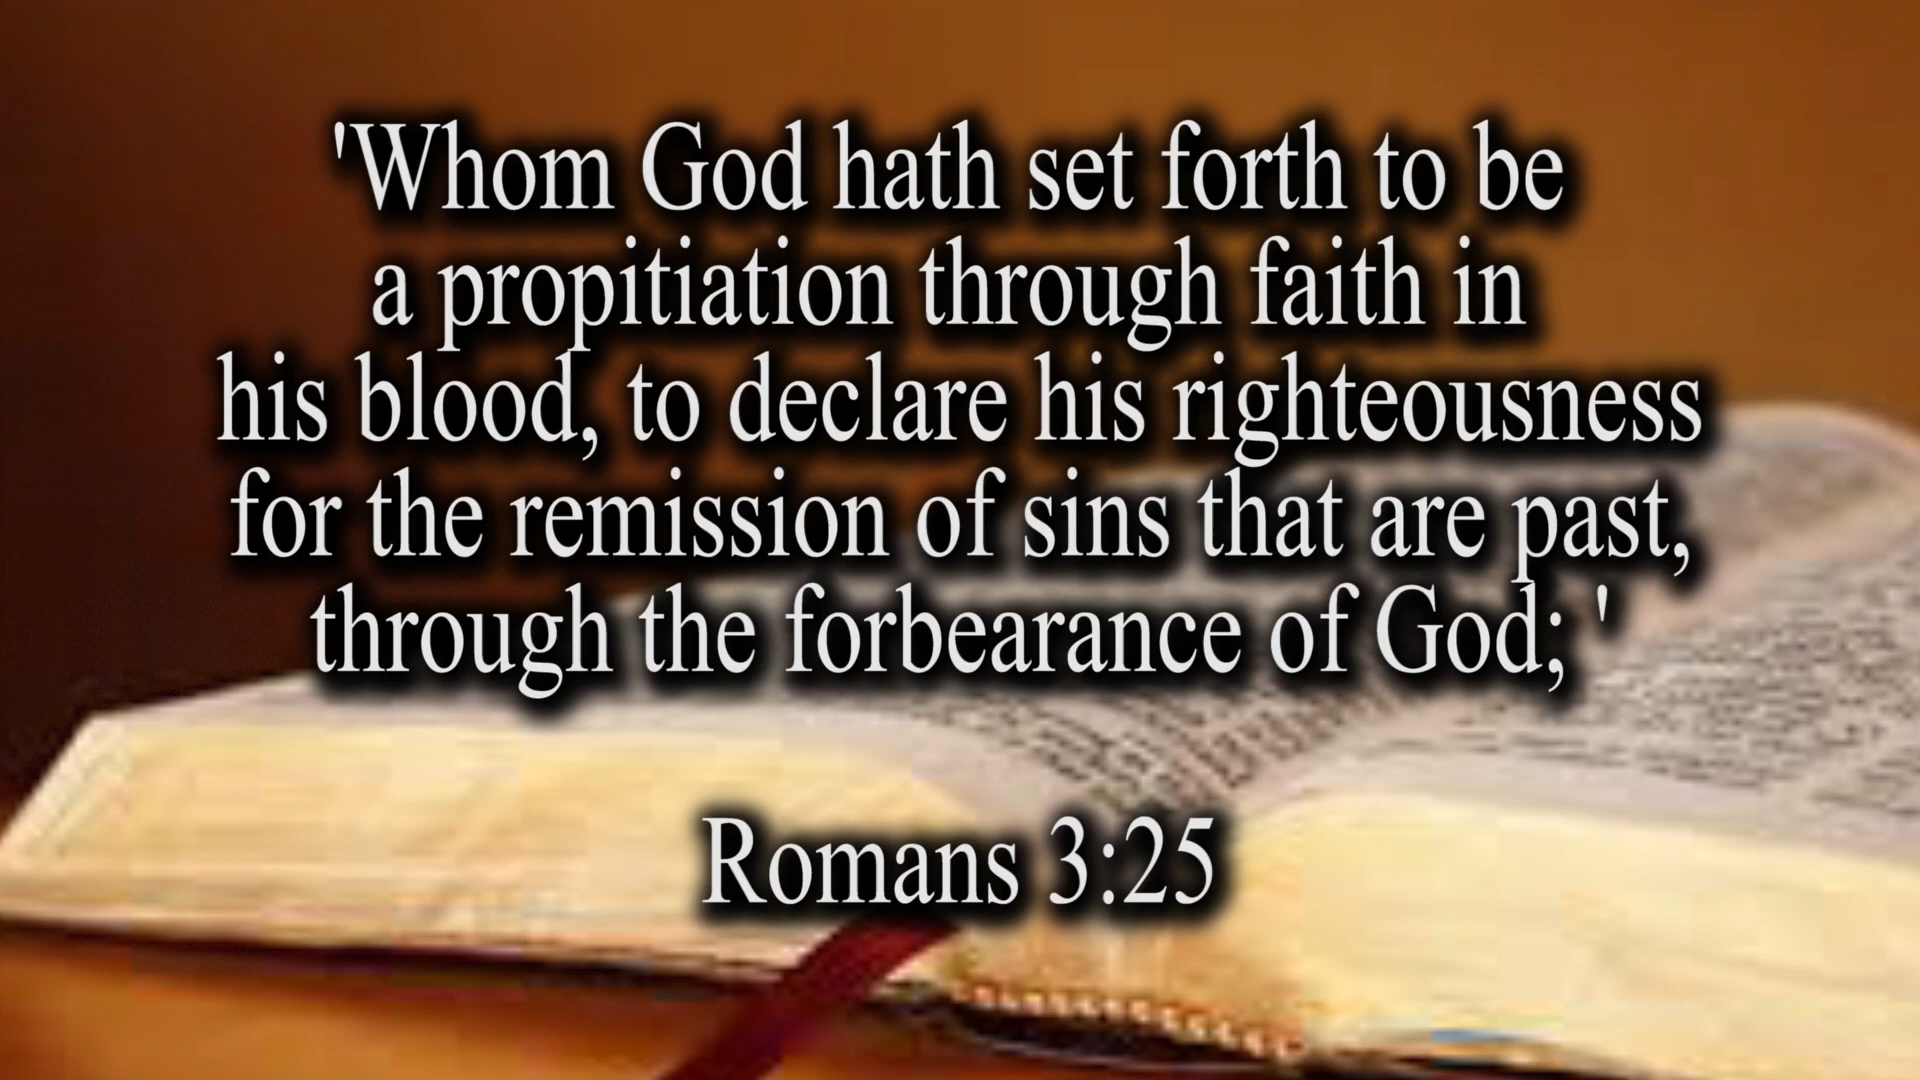 'Whom God hath set forth to be
a propitiation through faith in
his blood, to declare his righteousness
for the remission of sins that are past,
through the forbearance of God; '
Romans 3:25